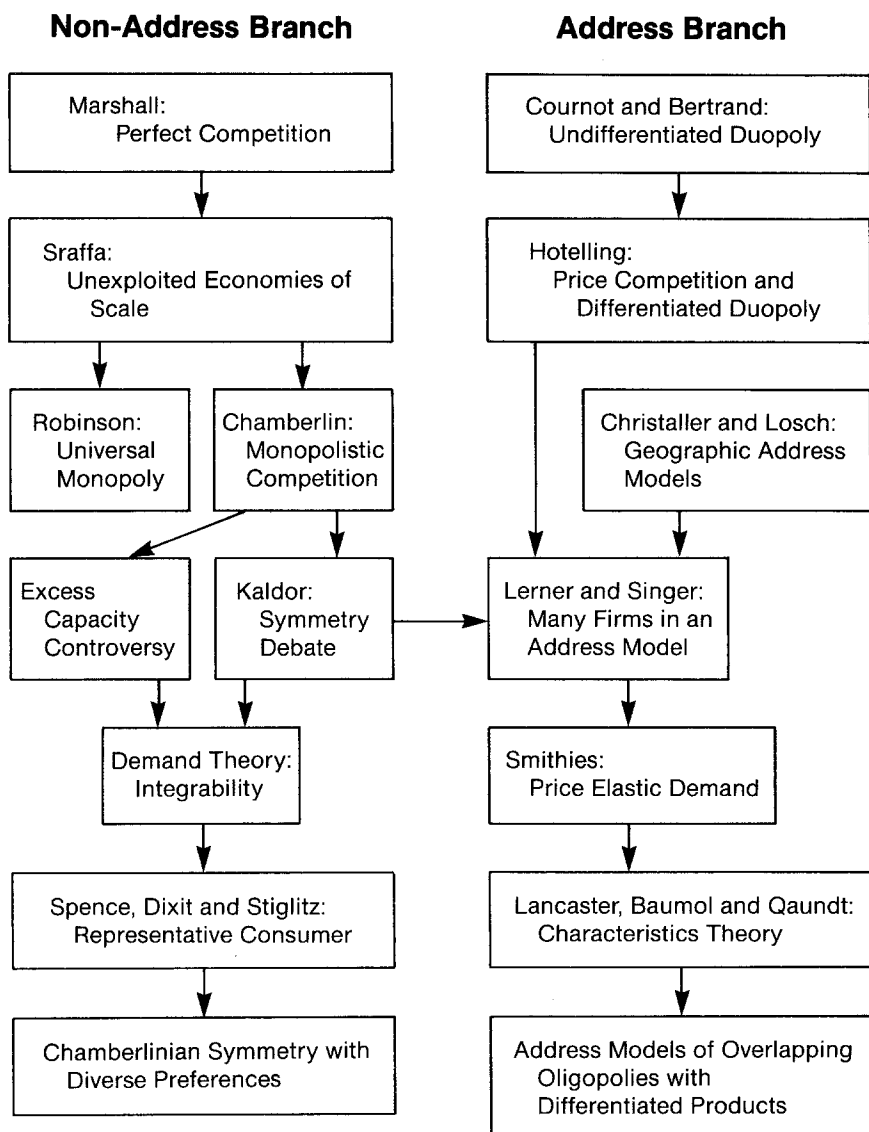 Non-Address Branch
Address Branch
Marshall:
Perfect Competition
Cournot and Bertrand:
Undifferentiated Duopoly
Sraffa:
Unexploited Economies of
Scale
Hotelling:
Price Competition and
Differentiated Duopoly
Robinson:
Universal
Monopoly
Chamberlin:
Monopolistic
Competition
Christaller and Losch:
Geographic Address
Models
Excess
Capacity
Controversy
Kaldor:
Symmetry
Debate
Lerner and Singer:
Many Firms in an
Address Model
Demand Theory:
Integrability
Smithies:
Price Elastic Demand
Spence, Dixit and Stiglitz:
Representative Consumer
Lancaster, Baumol and Qaundt:
Characteristics Theory
Chamberlinian Symmetry with
Diverse Preferences
Address Models of Overlapping
Oligopolies with
Differentiated Products